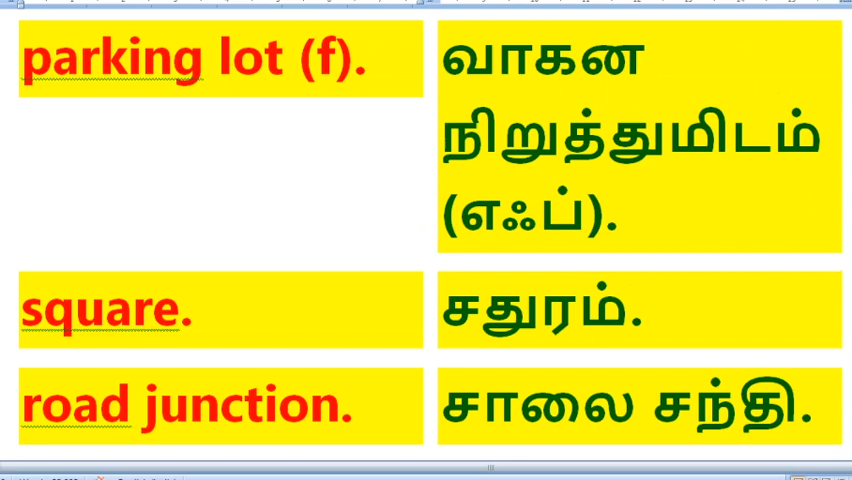 parking lot (f).
வாகன
நிறுத்துமிடம்
(எஃப்).
square.
சதுரம்.
road junction.
சாலை சந்தி.